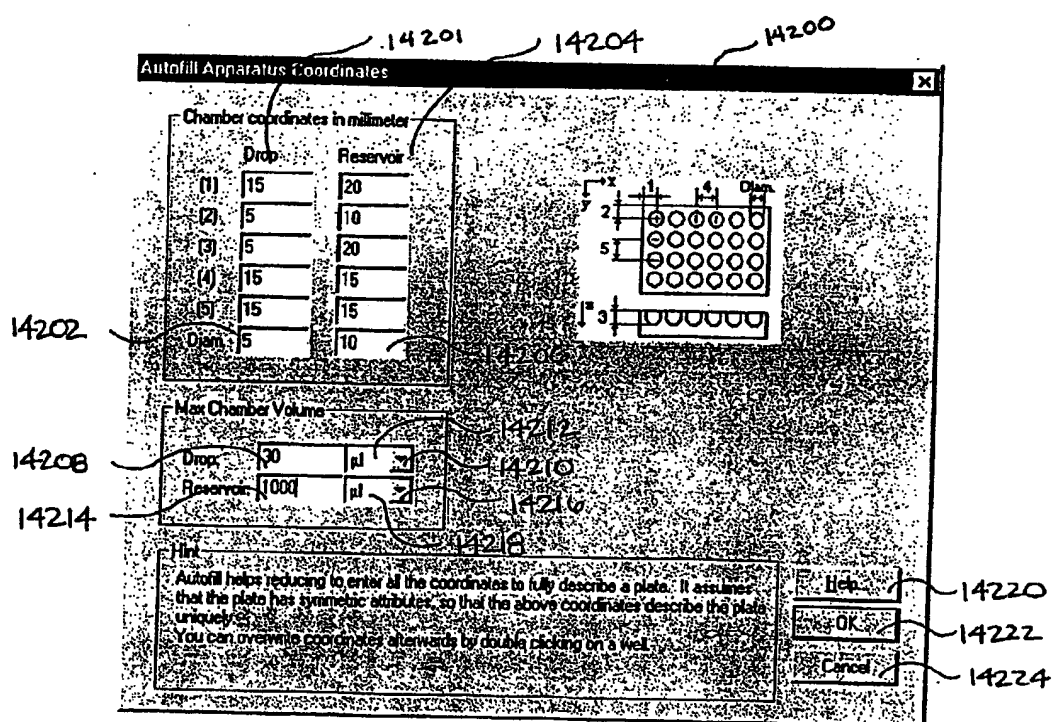 .14201
14204
14200
Autofill Apparatus Coordinates
Chamber coordinates in millimeter
Drop Reservoir
(1) 15 20
(2) 5 10
(3) 5 20
(4) 15 15
(5) 15 15
Diam. 5 10
14202
14206
x 1 4 Diam.
y
2
5
z
3
Max Chamber Volume
14212
14208
Drop: 30 µl
14210
Reservoir: 1000 µl
14216
14214
14218
Hint
Autofill helps reducing to enter all the coordinates to fully describe a plate. It assumes
that the plate has symmetric attributes, so that the above coordinates describe the plate
uniquely.
You can overwrite coordinates afterwards by double clicking on a well.
Help...
14220
OK
14222
Cancel
14224